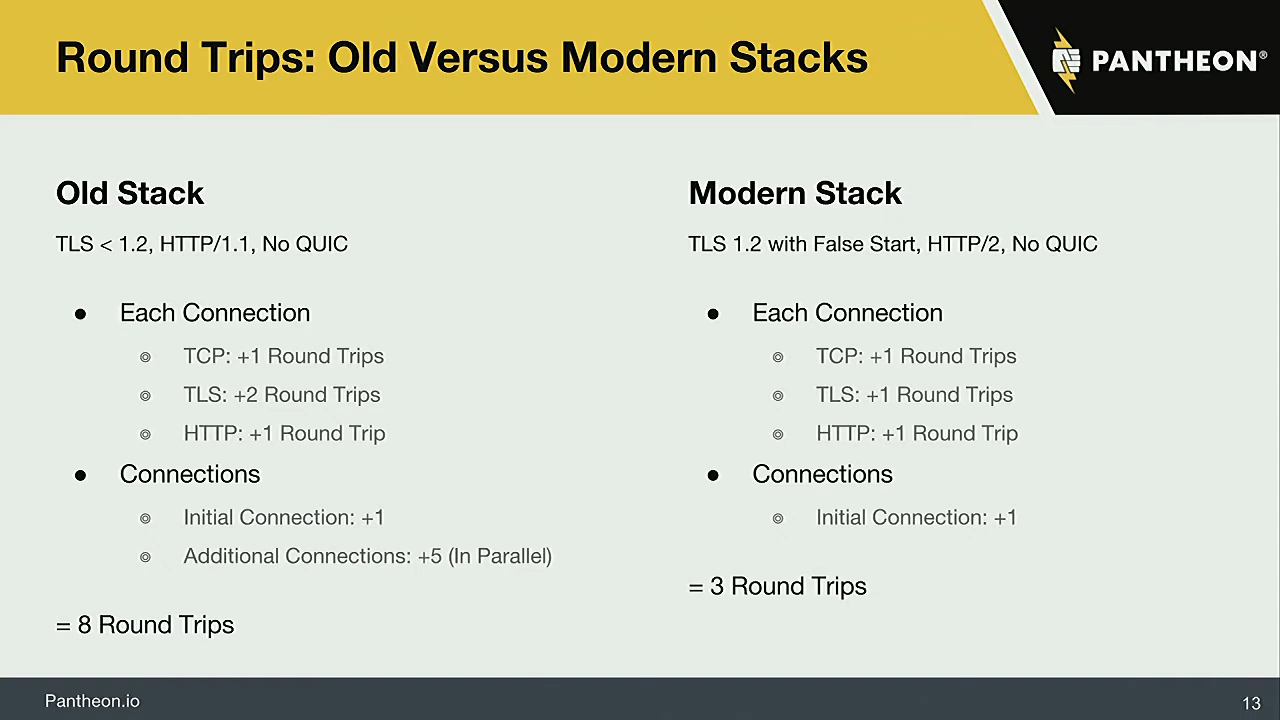 Round Trips: Old Versus Modern Stacks
PANTHEON®
Old Stack
TLS < 1.2, HTTP/1.1, No QUIC
● Each Connection
◎ TCP: +1 Round Trips
◎ TLS: +2 Round Trips
◎ HTTP: +1 Round Trip
● Connections
◎ Initial Connection: +1
◎ Additional Connections: +5 (In Parallel)
= 8 Round Trips
Modern Stack
TLS 1.2 with False Start, HTTP/2, No QUIC
● Each Connection
◎ TCP: +1 Round Trips
◎ TLS: +1 Round Trips
◎ HTTP: +1 Round Trip
● Connections
◎ Initial Connection: +1
= 3 Round Trips
Pantheon.io
13